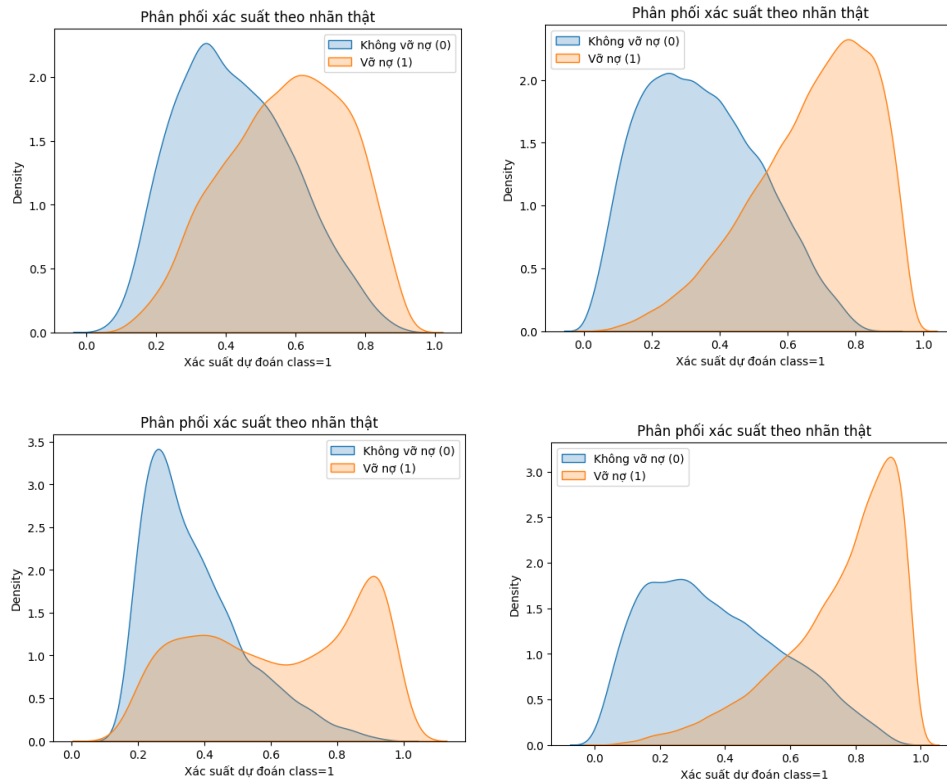 Phân phối xác suất theo nhãn thật
Không vỡ nợ (0)
Vỡ nợ (1)
2.0
1.5
1.0
0.5
0.0
Density
0.0 0.2 0.4 0.6 0.8 1.0
Xác suất dự đoán class=1
Phân phối xác suất theo nhãn thật
Không vỡ nợ (0)
Vỡ nợ (1)
2.0
1.5
1.0
0.5
0.0
Density
0.0 0.2 0.4 0.6 0.8 1.0
Xác suất dự đoán class=1
Phân phối xác suất theo nhãn thật
Không vỡ nợ (0)
Vỡ nợ (1)
3.5
3.0
2.5
2.0
1.5
1.0
0.5
0.0
Density
0.0 0.2 0.4 0.6 0.8 1.0
Xác suất dự đoán class=1
Phân phối xác suất theo nhãn thật
Không vỡ nợ (0)
Vỡ nợ (1)
3.0
2.5
2.0
1.5
1.0
0.5
0.0
Density
0.0 0.2 0.4 0.6 0.8 1.0
Xác suất dự đoán class=1